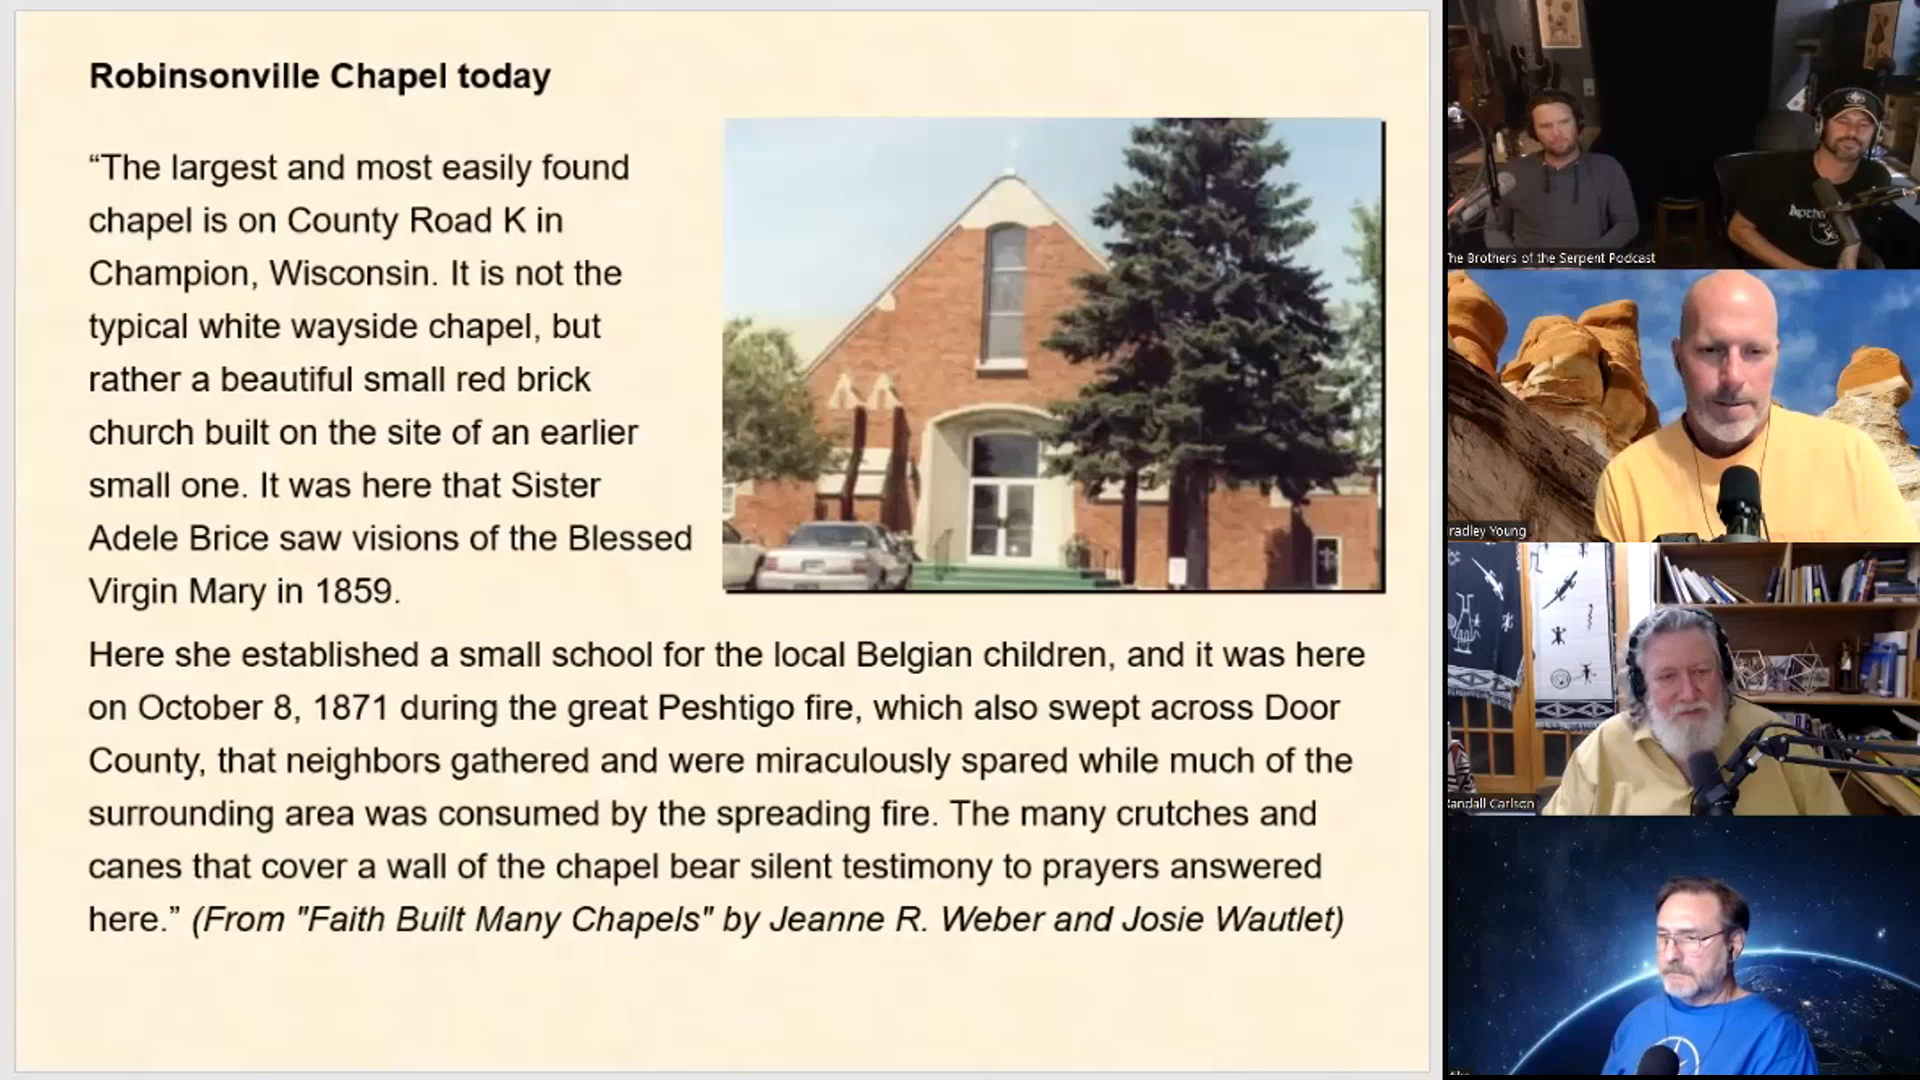 Robinsonville Chapel today
“The largest and most easily found
chapel is on County Road K in
Champion, Wisconsin. It is not the
typical white wayside chapel, but
rather a beautiful small red brick
church built on the site of an earlier
small one. It was here that Sister
Adele Brice saw visions of the Blessed
Virgin Mary in 1859.
Here she established a small school for the local Belgian children, and it was here
on October 8, 1871 during the great Peshtigo fire, which also swept across Door
County, that neighbors gathered and were miraculously spared while much of the
surrounding area was consumed by the spreading fire. The many crutches and
canes that cover a wall of the chapel bear silent testimony to prayers answered
here.” (From "Faith Built Many Chapels" by Jeanne R. Weber and Josie Wautlet)
The Brothers of the Serpent Podcast
radley Young
Randall Carlson